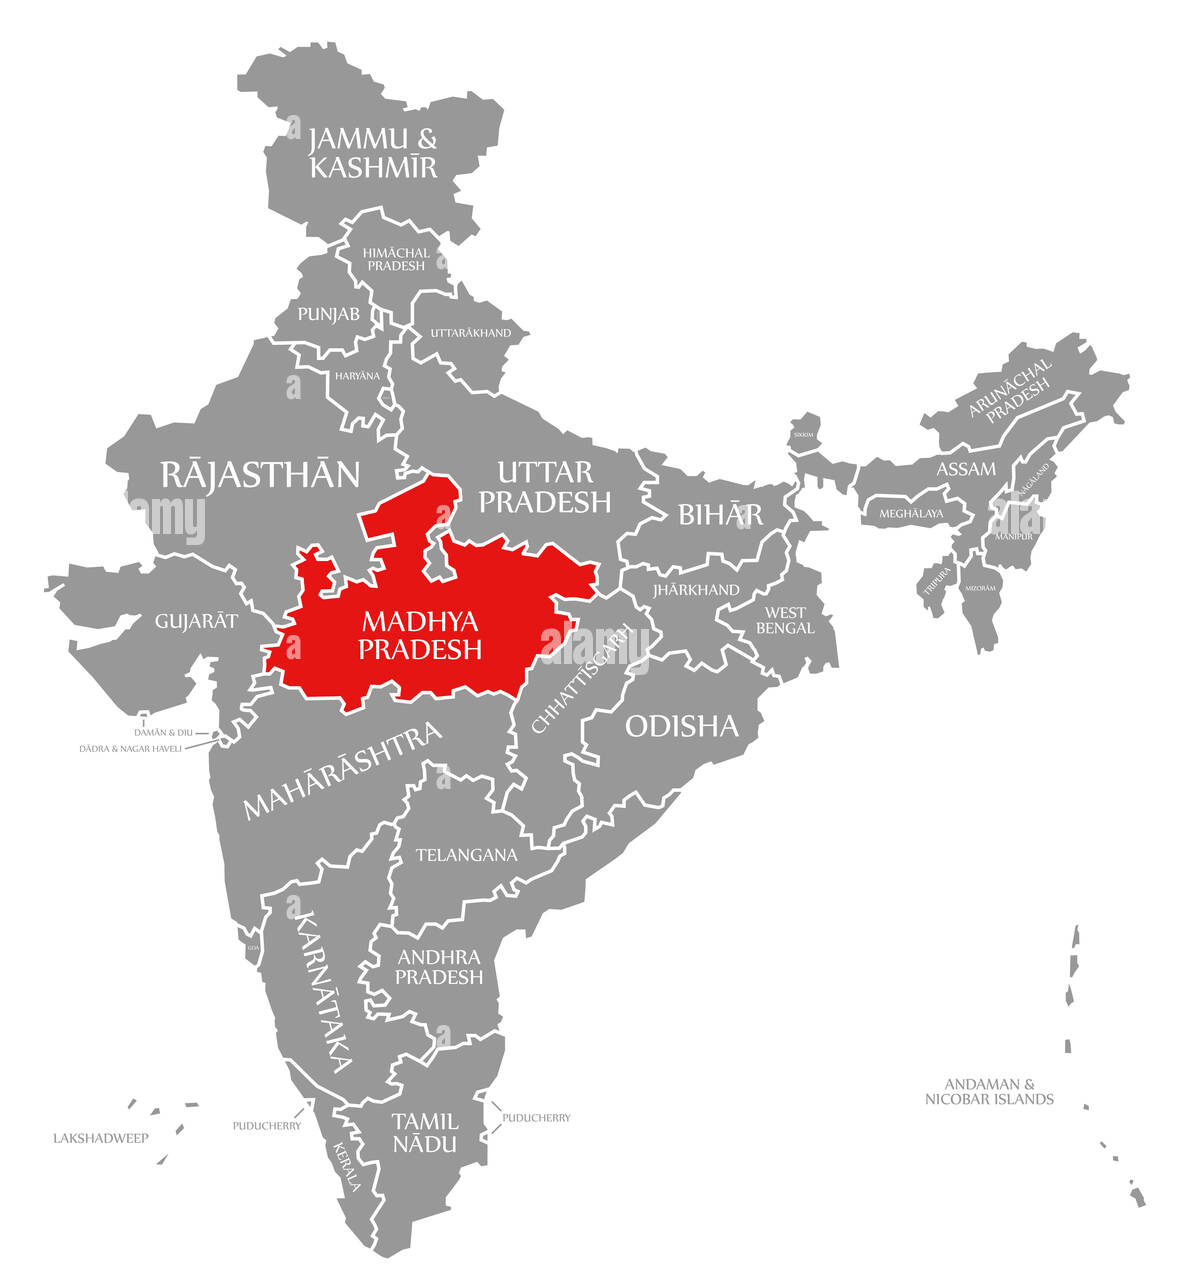 JAMMU &
KASHMĪR
HIMĀCHAL
PRADESH
PUNJAB
UTTARĀKHAND
HARYĀNA
ARUNĀCHAL
PRADESH
SIKKIM
RĀJASTHĀN
UTTAR
PRADESH
ASSAM
NĀGĀLAND
BIHĀR
MEGHĀLAYA
MANIPUR
TRIPURA
MIZORĀM
JHĀRKHAND
GUJARĀT
MADHYA
PRADESH
WEST
BENGAL
CHHATTĪSGARH
ODISHA
DAMĀN & DIU
DĀDRA & NAGAR HAVELI
MAHĀRĀSHTRA
TELANGANA
GOA
KARNĀTAKA
ANDHRA
PRADESH
ANDAMAN &
NICOBAR ISLANDS
LAKSHADWEEP
PUDUCHERRY
TAMIL
NĀDU
PUDUCHERRY
KERALA
alamy
alamy
a
a
a
a
a
a
a
a
a